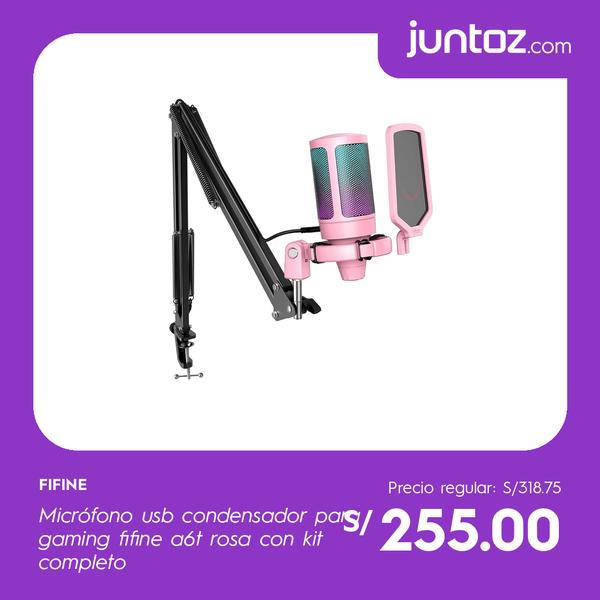 juntoz.com
FIFINE
Micrófono usb condensador para
gaming fifine a6t rosa con kit
completo
Precio regular: S/318.75
S/ 255.00